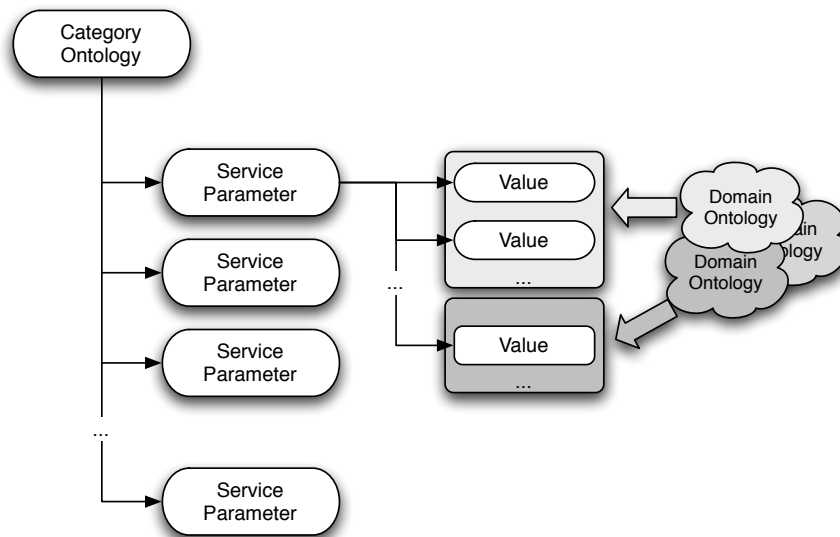 Category
Ontology
Service
Parameter
Value
Value
...
Domain
Ontology
Domain
Ontology
Service
Parameter
...
Value
...
Service
Parameter
...
Service
Parameter